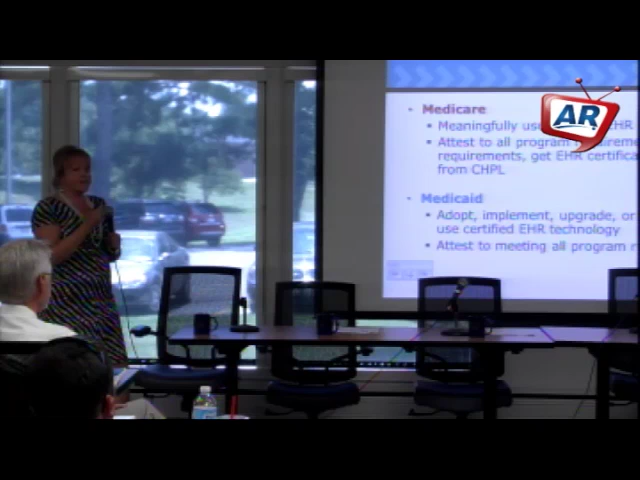 AR
Medicare
Meaningfully use EHR
Attest to all program
requirements, get EHR certifica
from CHPL
Medicaid
Adopt, implement, upgrade, or
use certified EHR technology
Attest to meeting all program r